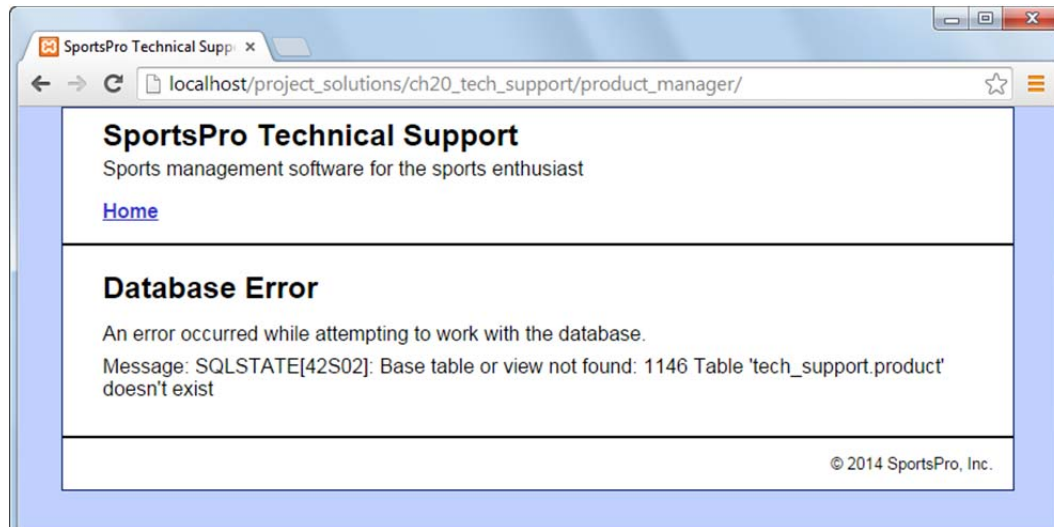 SportsPro Technical Supp
localhost/project_solutions/ch20_tech_support/product_manager/
SportsPro Technical Support
Sports management software for the sports enthusiast
Home
Database Error
An error occurred while attempting to work with the database.
Message: SQLSTATE[42S02]: Base table or view not found: 1146 Table 'tech_support.product'
doesn't exist
© 2014 SportsPro, Inc.